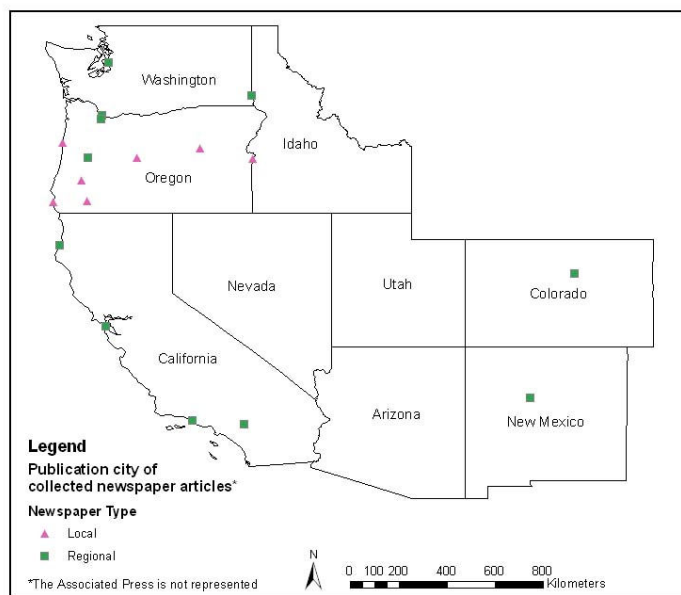 Washington
Idaho
Oregon
Nevada
Utah
Colorado
California
Arizona
New Mexico
Legend
Publication city of
collected newspaper articles*
Newspaper Type
Local
Regional
*The Associated Press is not represented
N
0 100 200 400 600 800
Kilometers